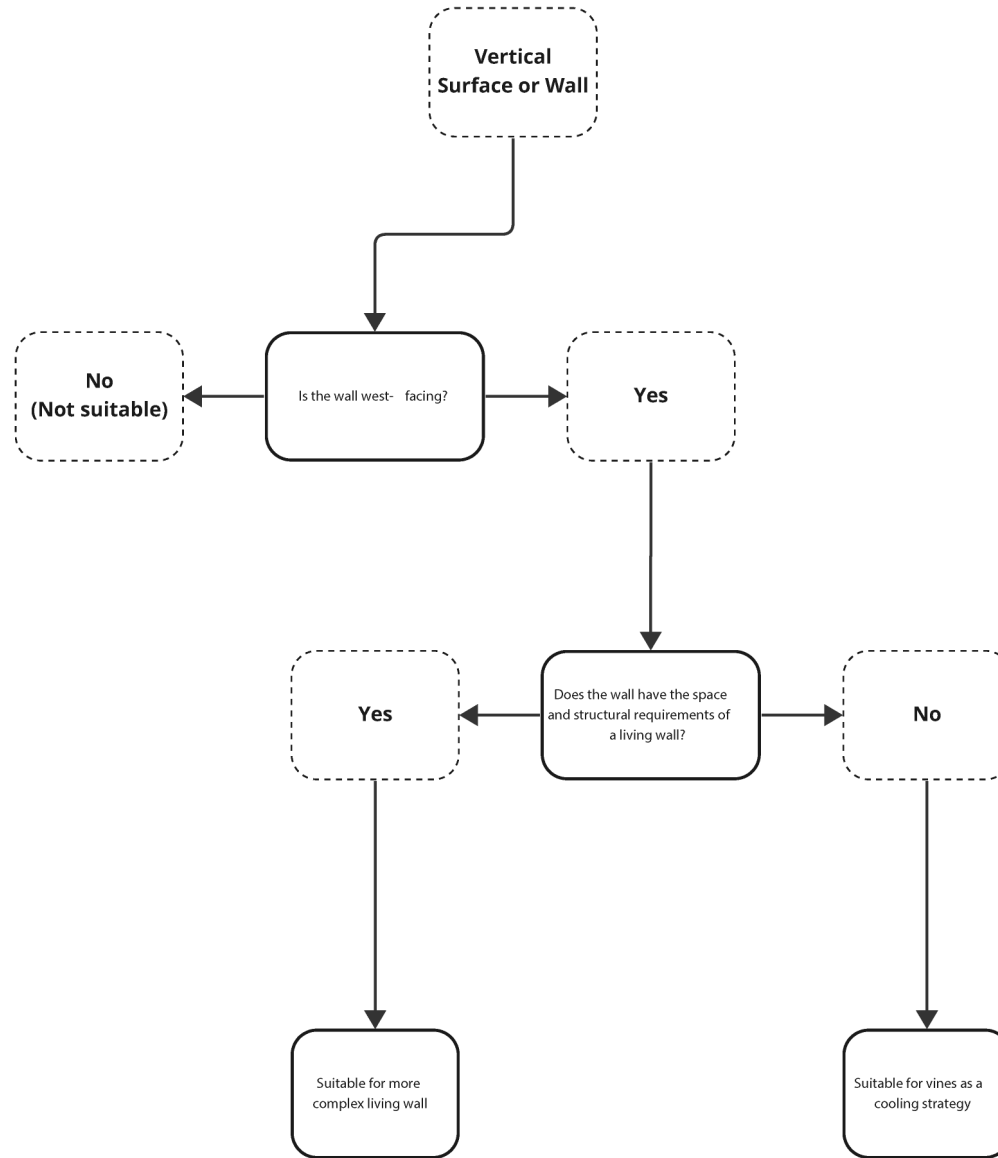 Vertical
Surface or Wall
No
(Not suitable)
Is the wall west- facing?
Yes
Yes
Does the wall have the space
and structural requirements of
a living wall?
No
Suitable for more
complex living wall
Suitable for vines as a
cooling strategy